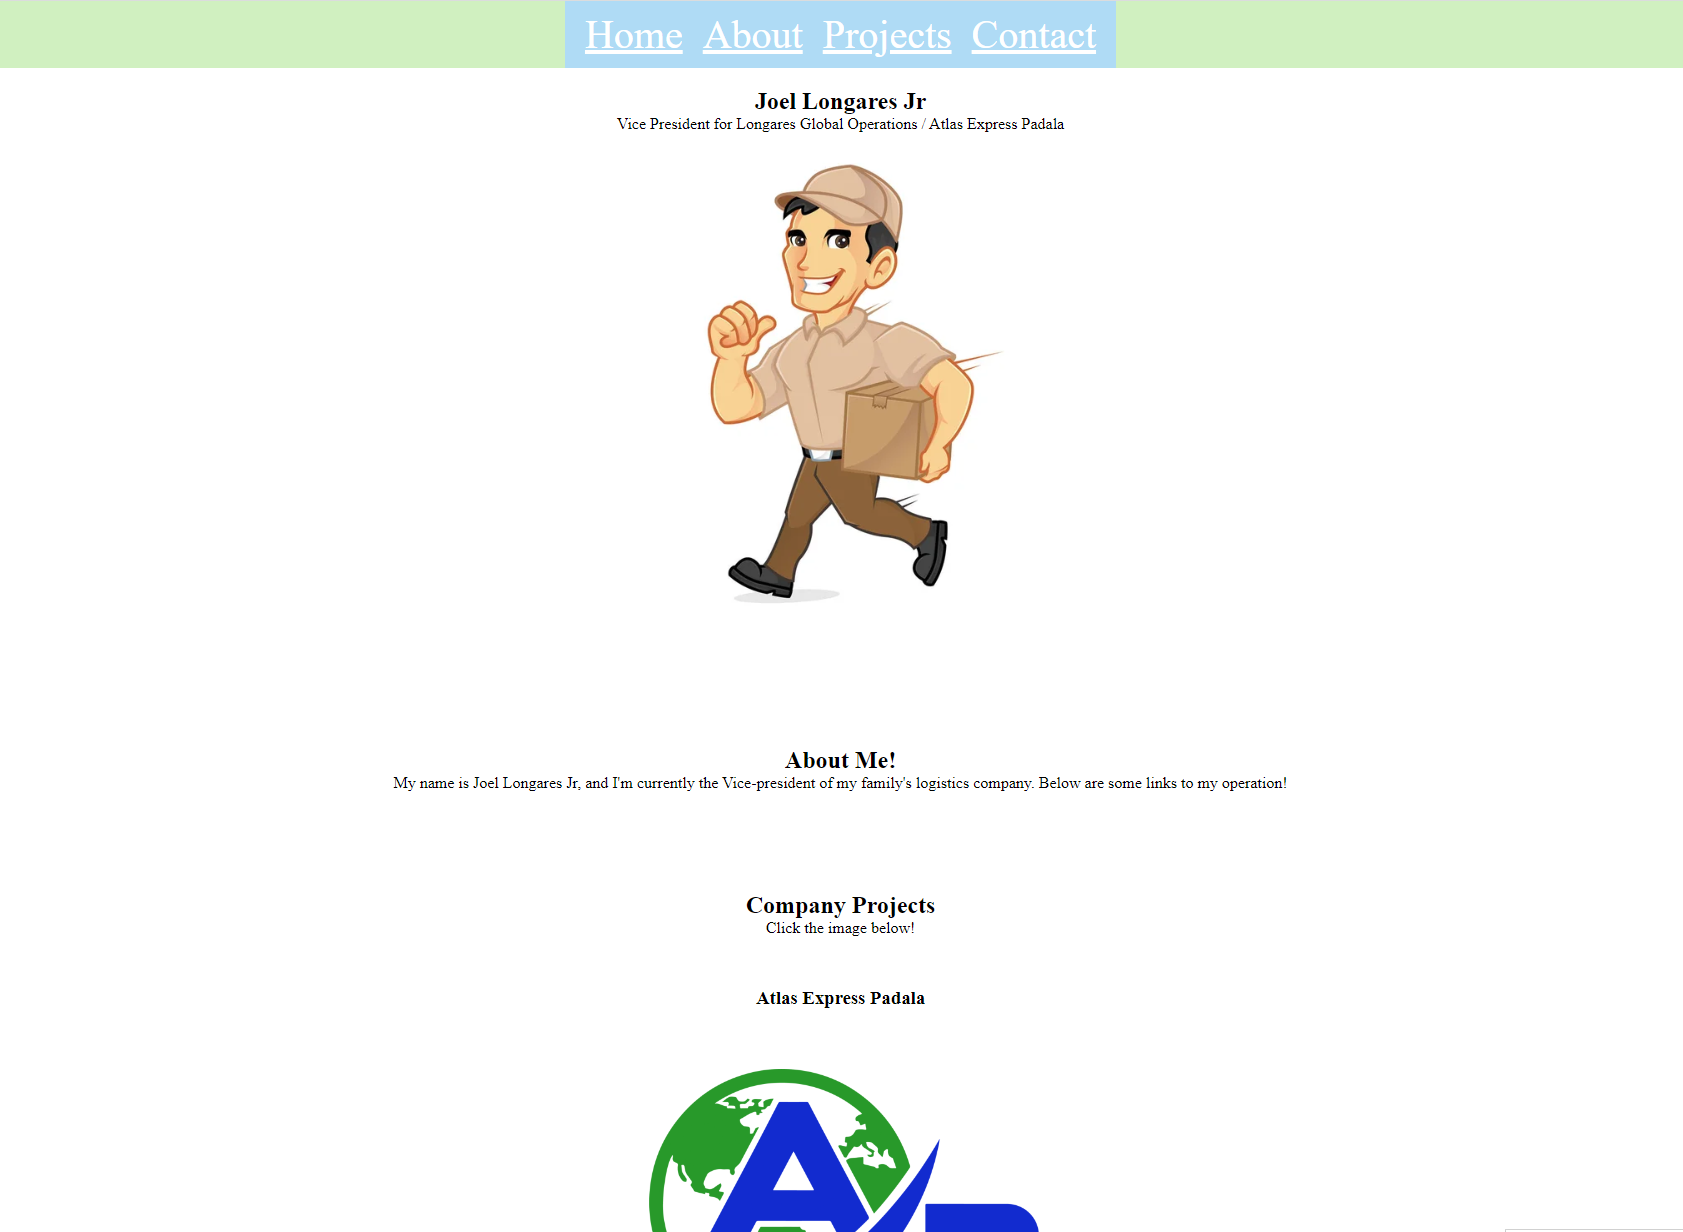 Home About Projects Contact
Joel Longares Jr
Vice President for Longares Global Operations / Atlas Express Padala
About Me!
My name is Joel Longares Jr, and I'm currently the Vice-president of my family's logistics company. Below are some links to my operation!
Company Projects
Click the image below!
Atlas Express Padala
A